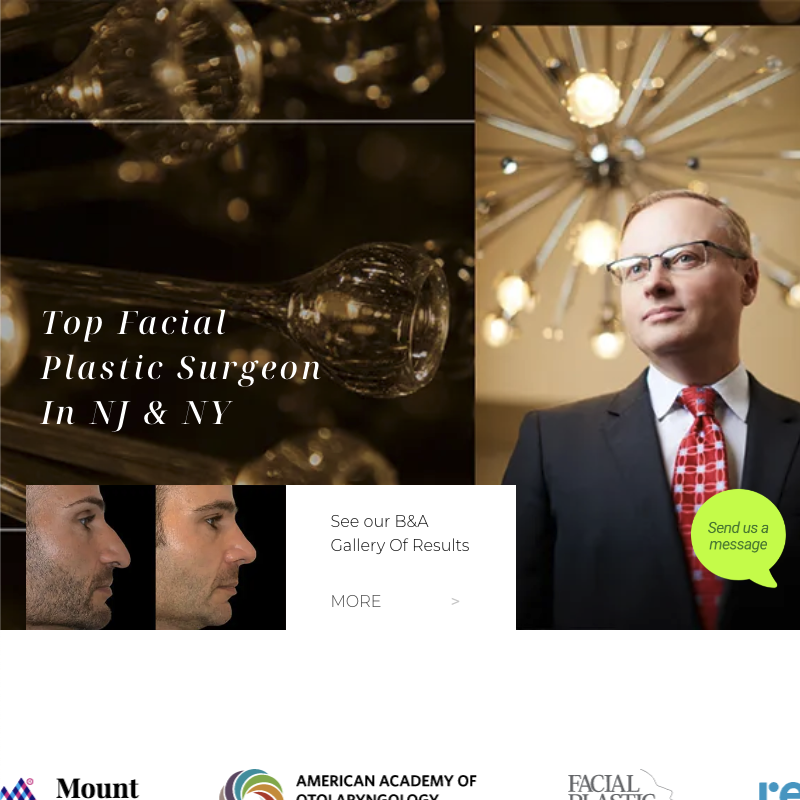 Top Facial
Plastic Surgeon
In NJ & NY
See our B&A
Gallery Of Results
MORE >
Send us a
message
Mount
AMERICAN ACADEMY OF
OTOLARYNGOLOGY
FACIAL
PLASTIC
re